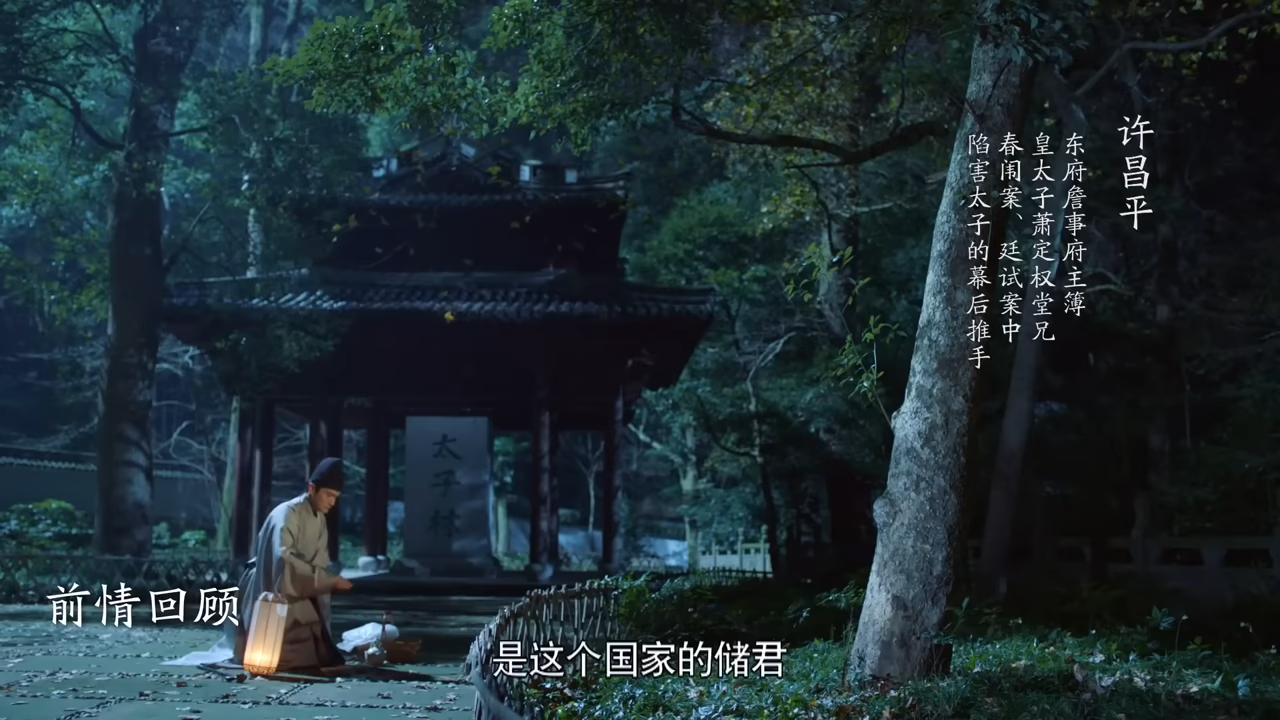 许昌平
东府詹事府主簿
皇太子萧定权堂兄
春闱案、廷试案中
陷害太子的幕后推手
太子林
前情回顾
是这个国家的储君